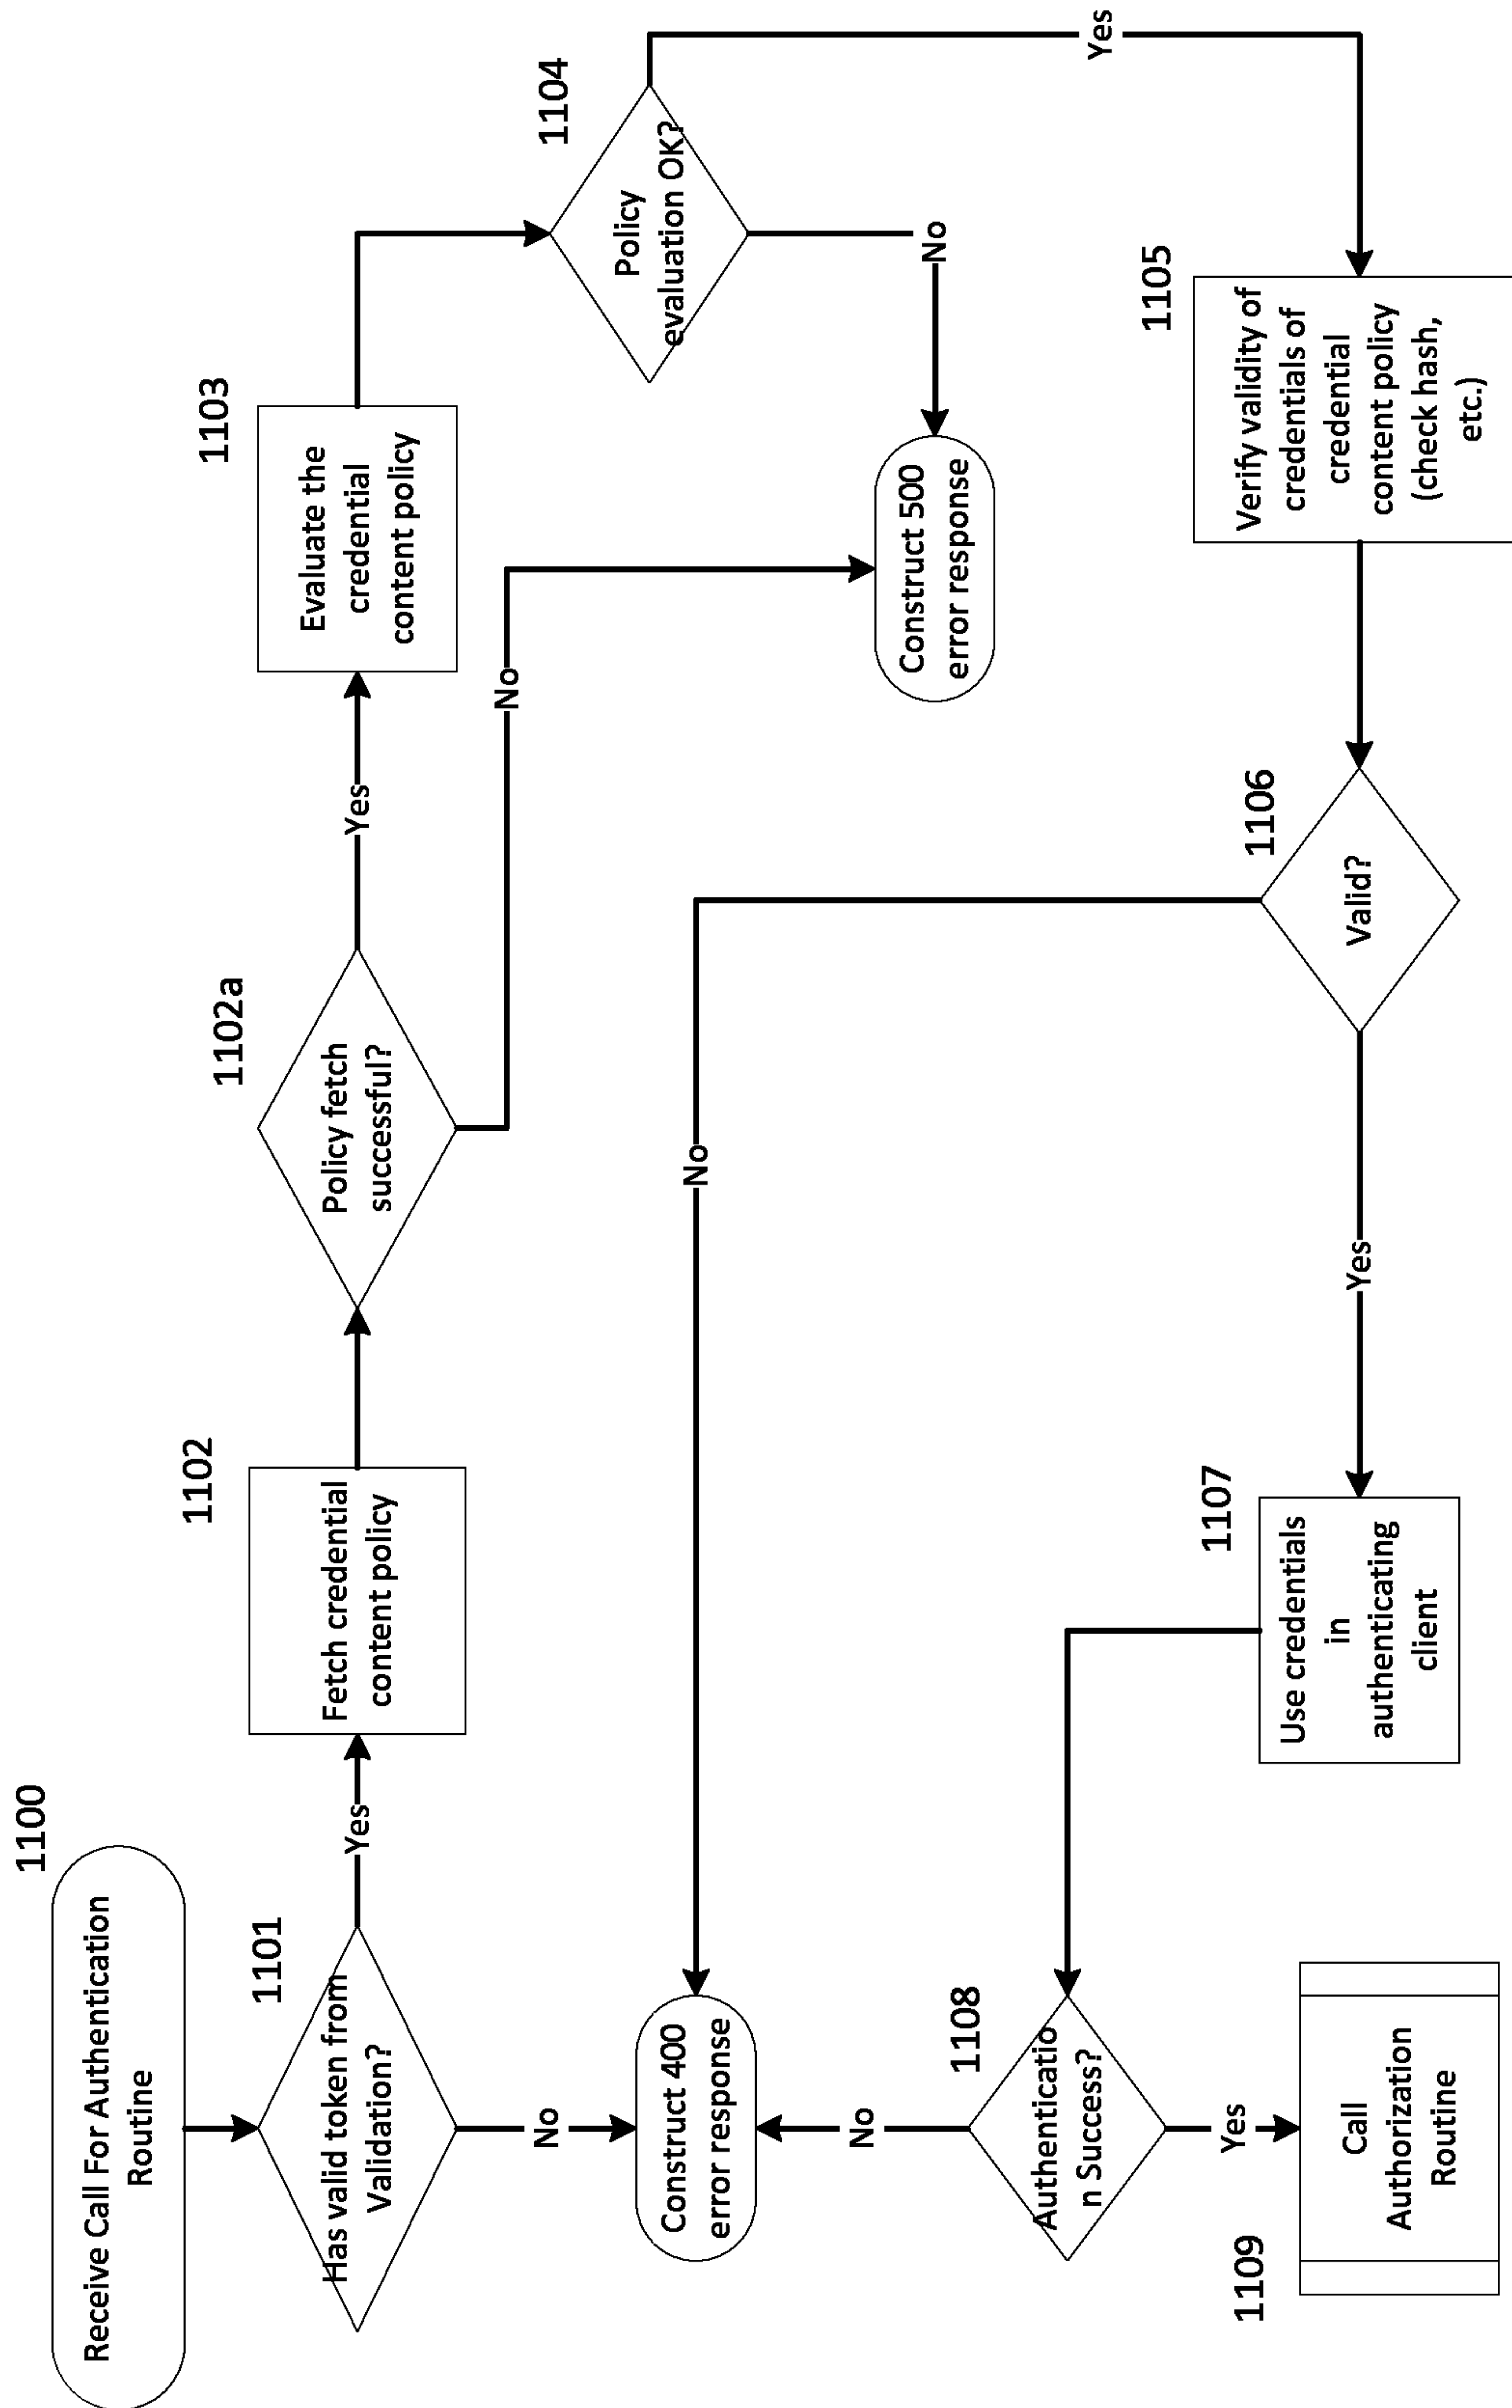 1100
Receive Call For Authentication
Routine
1101
Has valid token from
Validation?
Yes
No
1102
Fetch credential
content policy
1102a
Policy fetch
successful?
Yes
No
1103
Evaluate the
credential
content policy
1104
Policy
evaluation OK?
Yes
No
Construct 500
error response
1105
Verify validity of
credentials of
credential
content policy
(check hash,
etc.)
1106
Valid?
No
Yes
Construct 400
error response
1107
Use credentials
in
authenticating
client
1108
Authenticatio
n Success?
No
Yes
1109
Call
Authorization
Routine